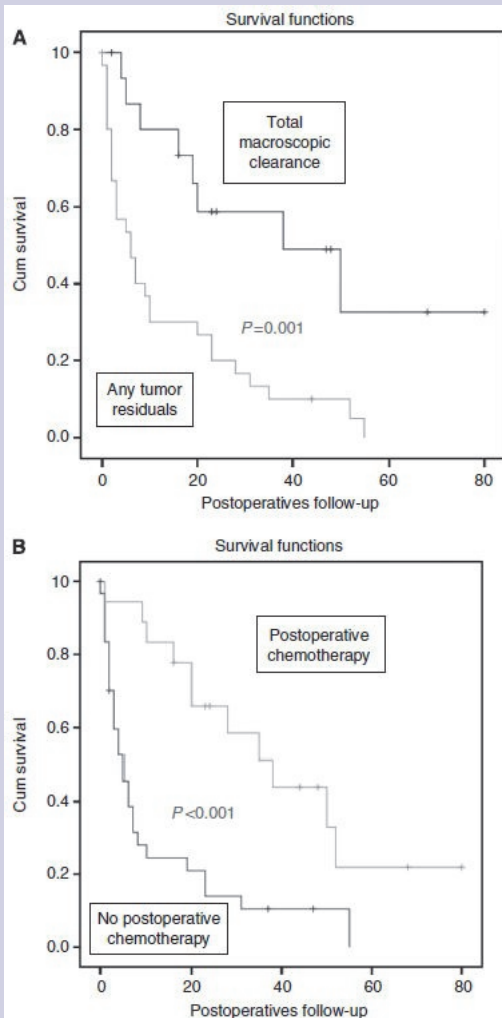 A
Survival functions
10
0.8
0.6
0.4
0.2
0.0
Cum survival
Total
macroscopic
clearance
P=0.001
Any tumor
residuals
0
20
40
60
80
Postoperatives follow-up
B
Survival functions
10
0.8
0.6
0.4
0.2
0.0
Cum survival
Postoperative
chemotherapy
P<0.001
No postoperative
chemotherapy
0
20
40
60
80
Postoperatives follow-up